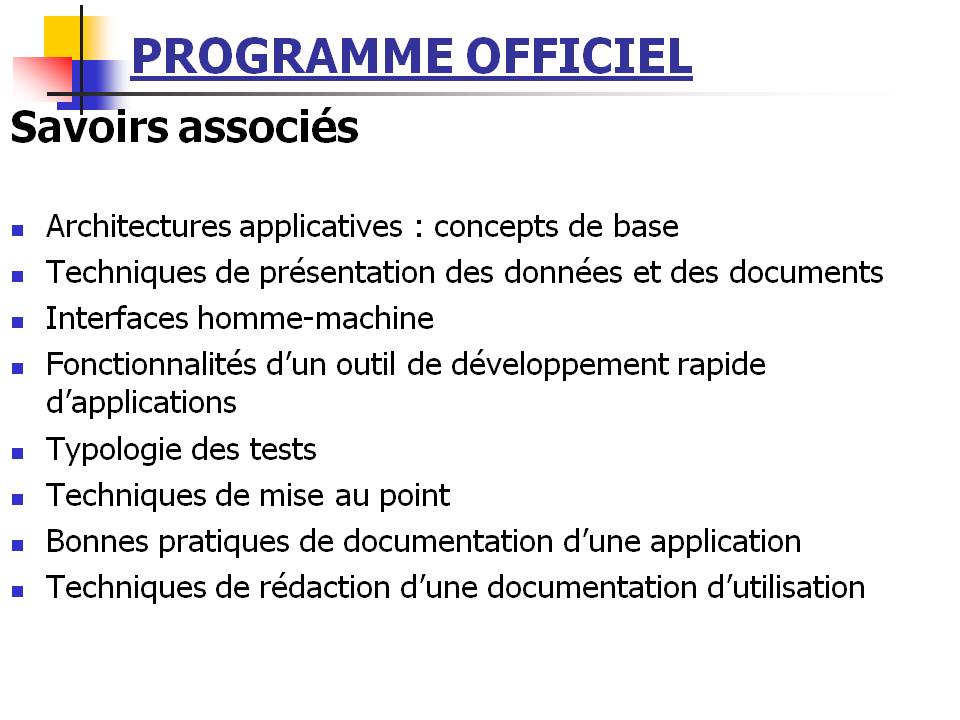 PROGRAMME OFFICIEL
Savoirs associés
Architectures applicatives : concepts de base
Techniques de présentation des données et des documents
Interfaces homme-machine
Fonctionnalités d’un outil de développement rapide
d’applications
Typologie des tests
Techniques de mise au point
Bonnes pratiques de documentation d’une application
Techniques de rédaction d’une documentation d’utilisation